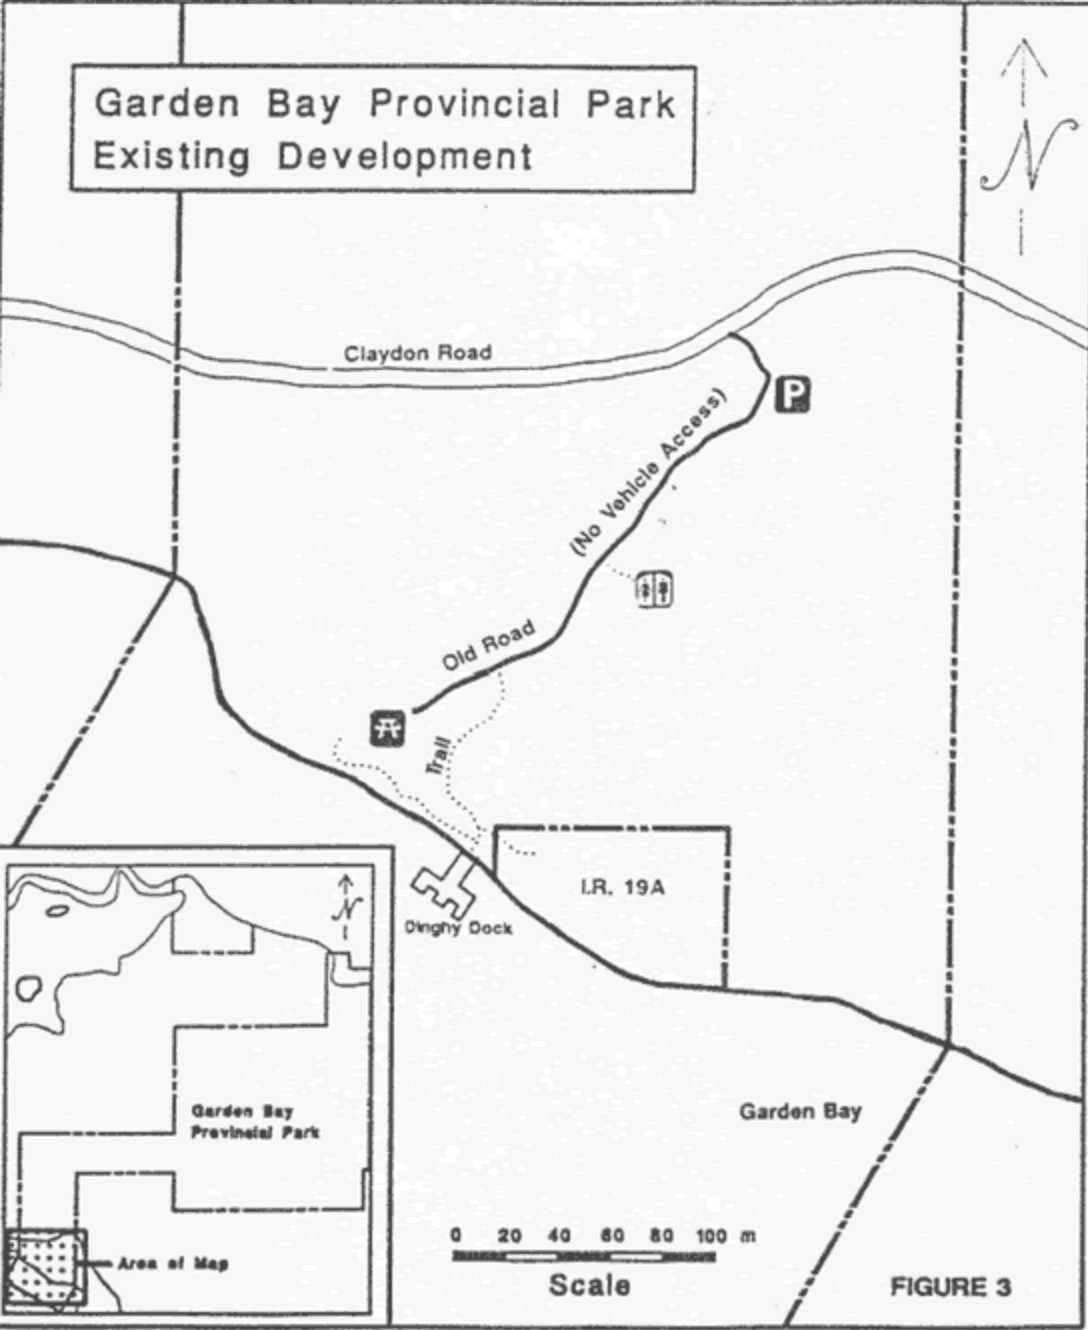 Garden Bay Provincial Park
Existing Development
N
Claydon Road
P
(No Vehicle Access)
Old Road
Trail
I.R. 19A
Dinghy Dock
N
Garden Bay
Provincial Park
Garden Bay
Area of Map
0 20 40 60 80 100 m
Scale
FIGURE 3